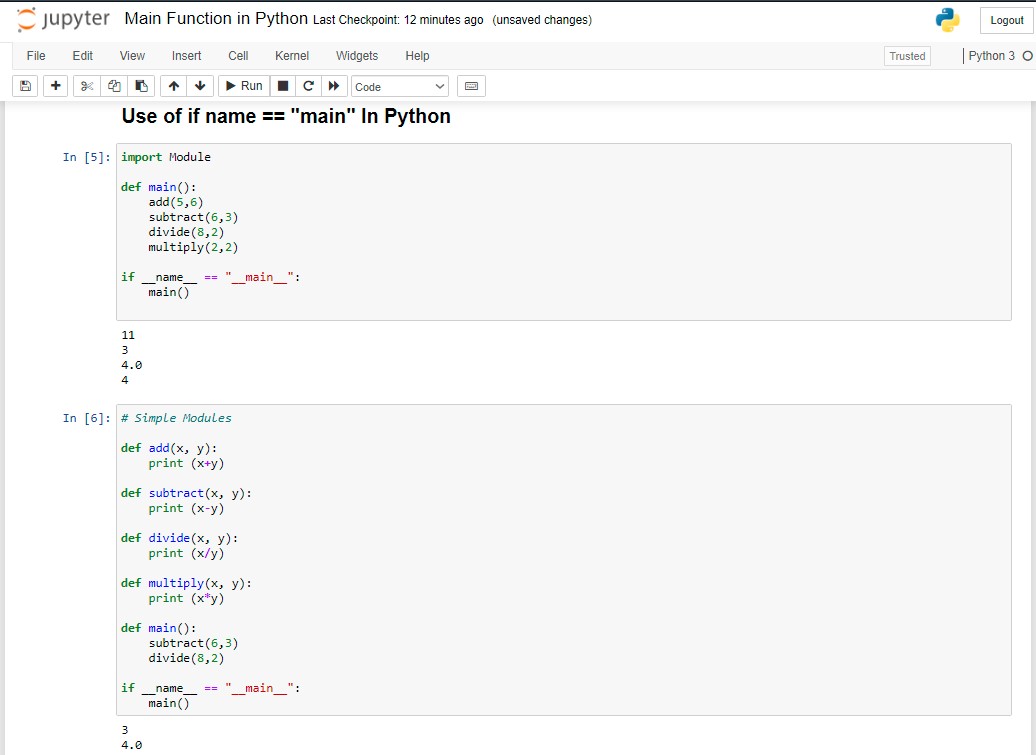 jupyter Main Function in Python Last Checkpoint: 12 minutes ago (unsaved changes) Logout
File Edit View Insert Cell Kernel Widgets Help Trusted Python 3
Run Code
Use of if name == "main" In Python
In [5]: import Module
def main():
    add(5,6)
    subtract(6,3)
    divide(8,2)
    multiply(2,2)
if __name__ == "__main__":
    main()
11
3
4.0
4
In [6]: # Simple Modules
def add(x, y):
    print (x+y)
def subtract(x, y):
    print (x-y)
def divide(x, y):
    print (x/y)
def multiply(x, y):
    print (x*y)
def main():
    subtract(6,3)
    divide(8,2)
if __name__ == "__main__":
    main()
3
4.0